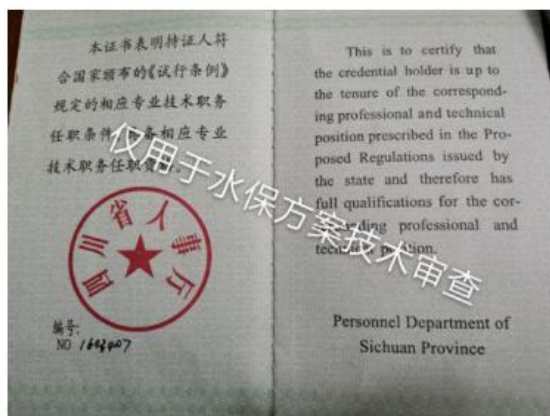 本证书表明持证人符
合国家颁布的《试行条例》
规定的相应专业技术职务
任职条件,具备相应专业
技术职务任职资格。
四川省人事厅
编号:
NO
This is to certify that
the credential holder is up to
the tenure of the correspond-
ing professional and technical
position prescribed in the Pro-
posed Regulations issued by
the state and therefore has
full qualifications for the cor-
responding professional and
technical position.
Personnel Department of
Sichuan Province
仅用于水保方案技术审查